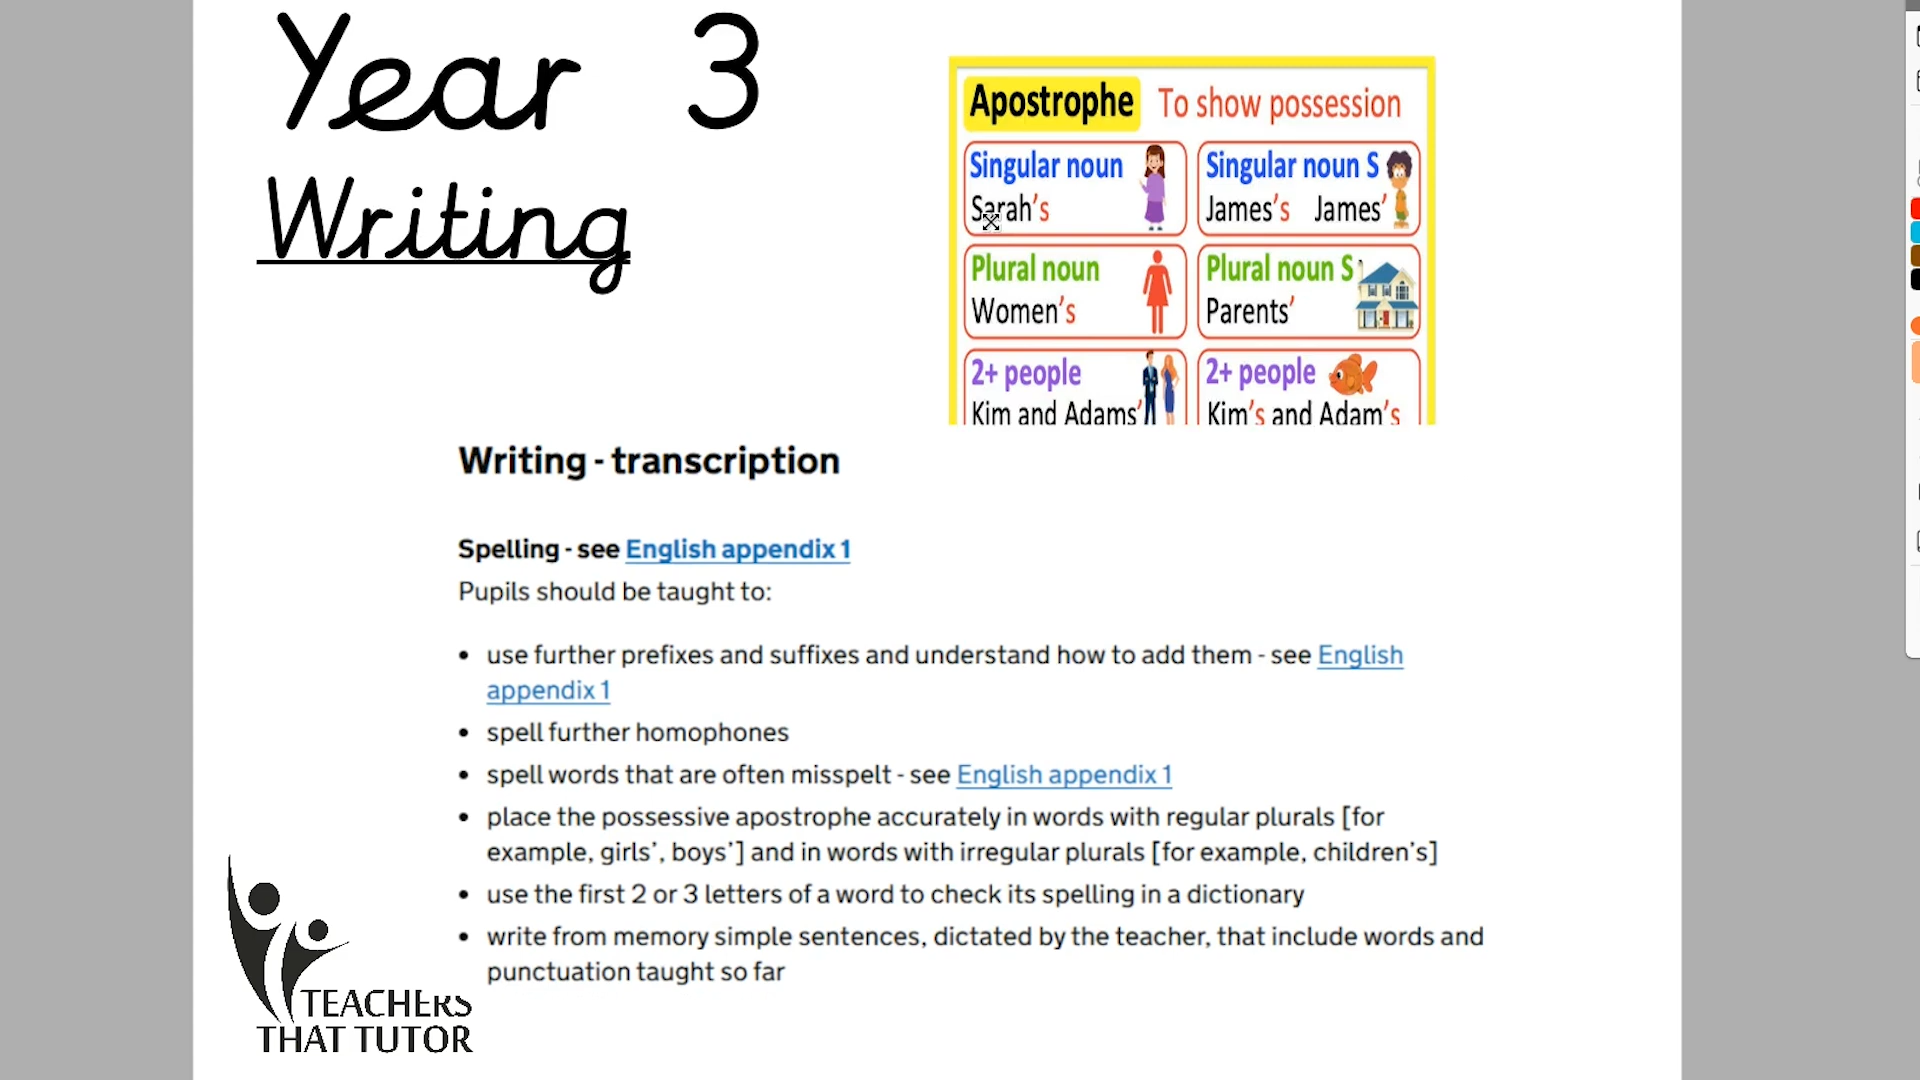 Year 3
Writing
Apostrophe To show possession
Singular noun
Sarah's
Singular noun S
James's James'
Plural noun
Women's
Plural noun S
Parents'
2+ people
Kim and Adams'
2+ people
Kim's and Adam's
Writing - transcription
Spelling - see English appendix 1
Pupils should be taught to:
• use further prefixes and suffixes and understand how to add them - see English
appendix 1
• spell further homophones
• spell words that are often misspelt - see English appendix 1
• place the possessive apostrophe accurately in words with regular plurals [for
example, girls’, boys’] and in words with irregular plurals [for example, children’s]
• use the first 2 or 3 letters of a word to check its spelling in a dictionary
• write from memory simple sentences, dictated by the teacher, that include words and
punctuation taught so far
TEACHERS
THAT TUTOR